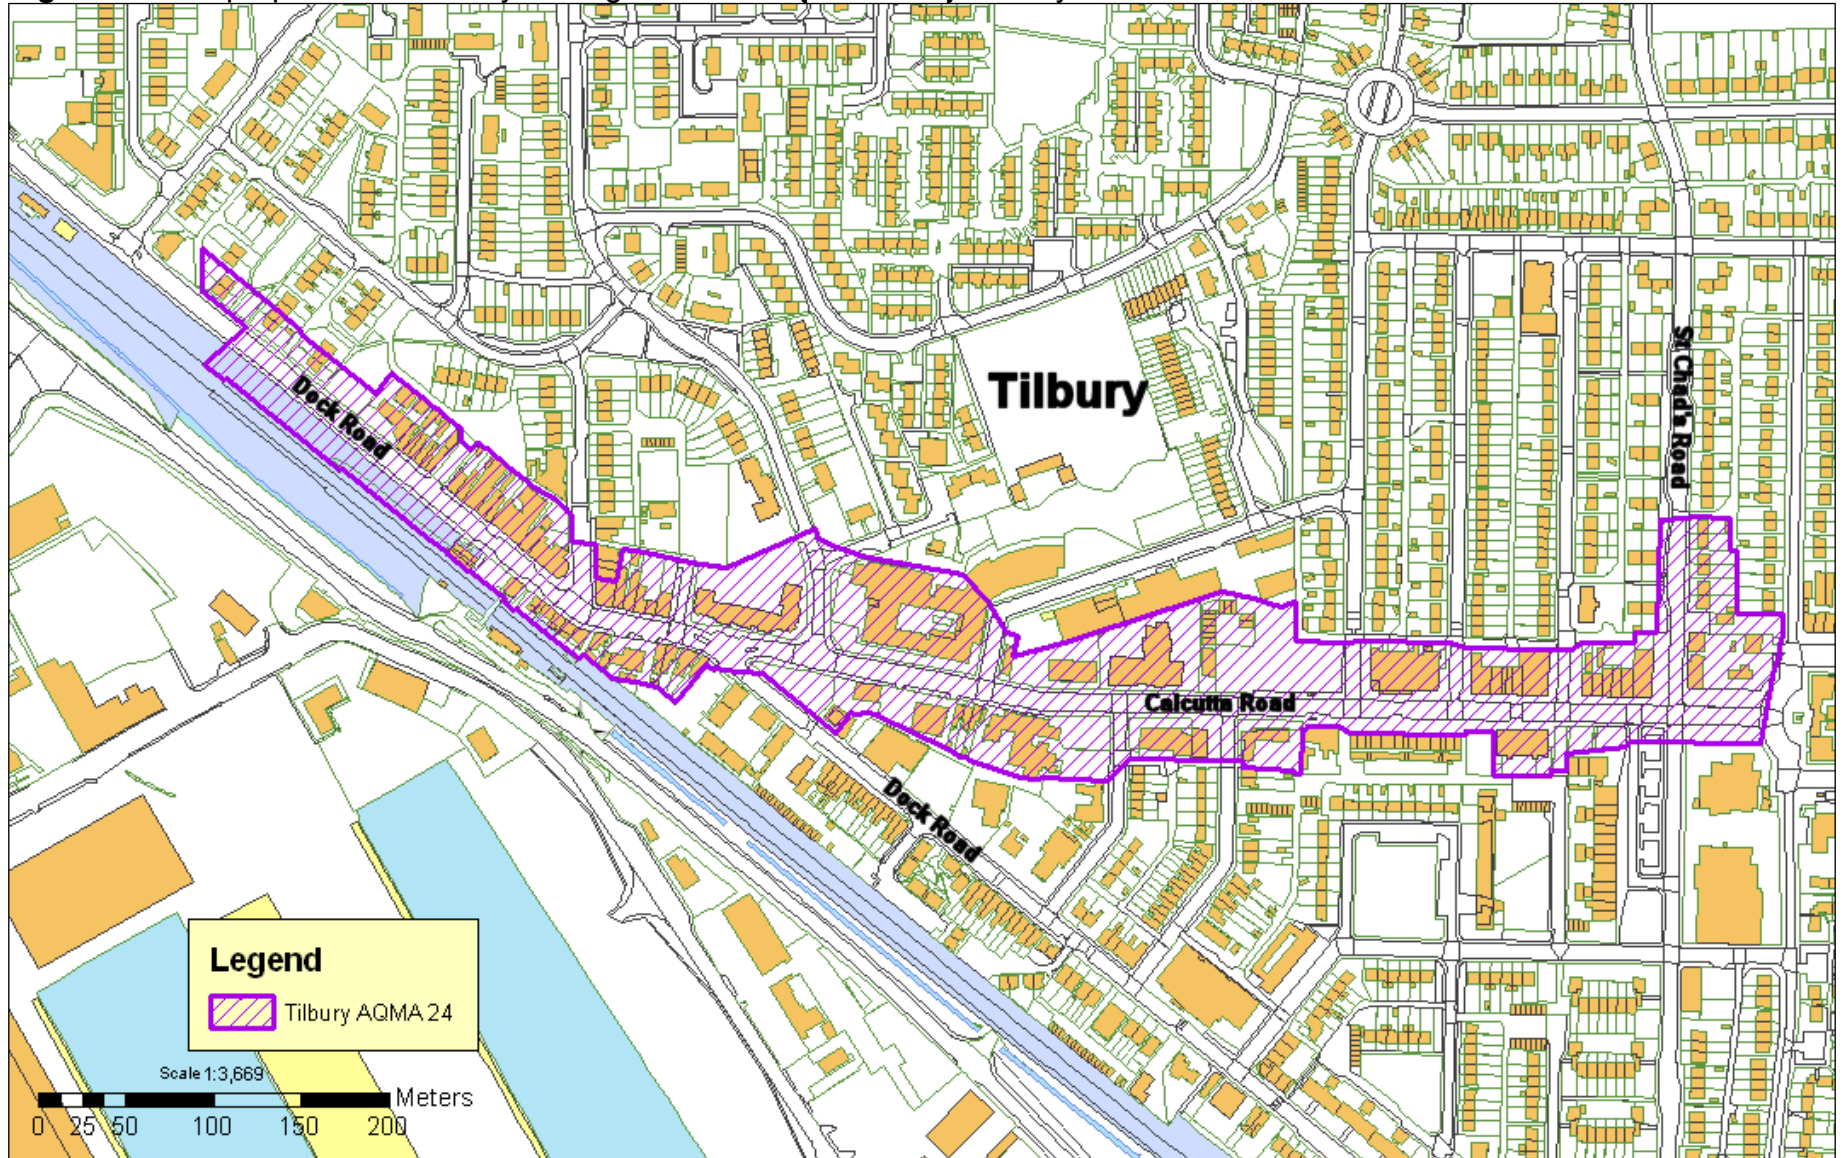 Tilbury
St Chad's Road
Dock Road
Calcutta Road
Dock Road
Legend
Tilbury AQMA 24
Scale 1:3,669
Meters
0 25 50 100 150 200